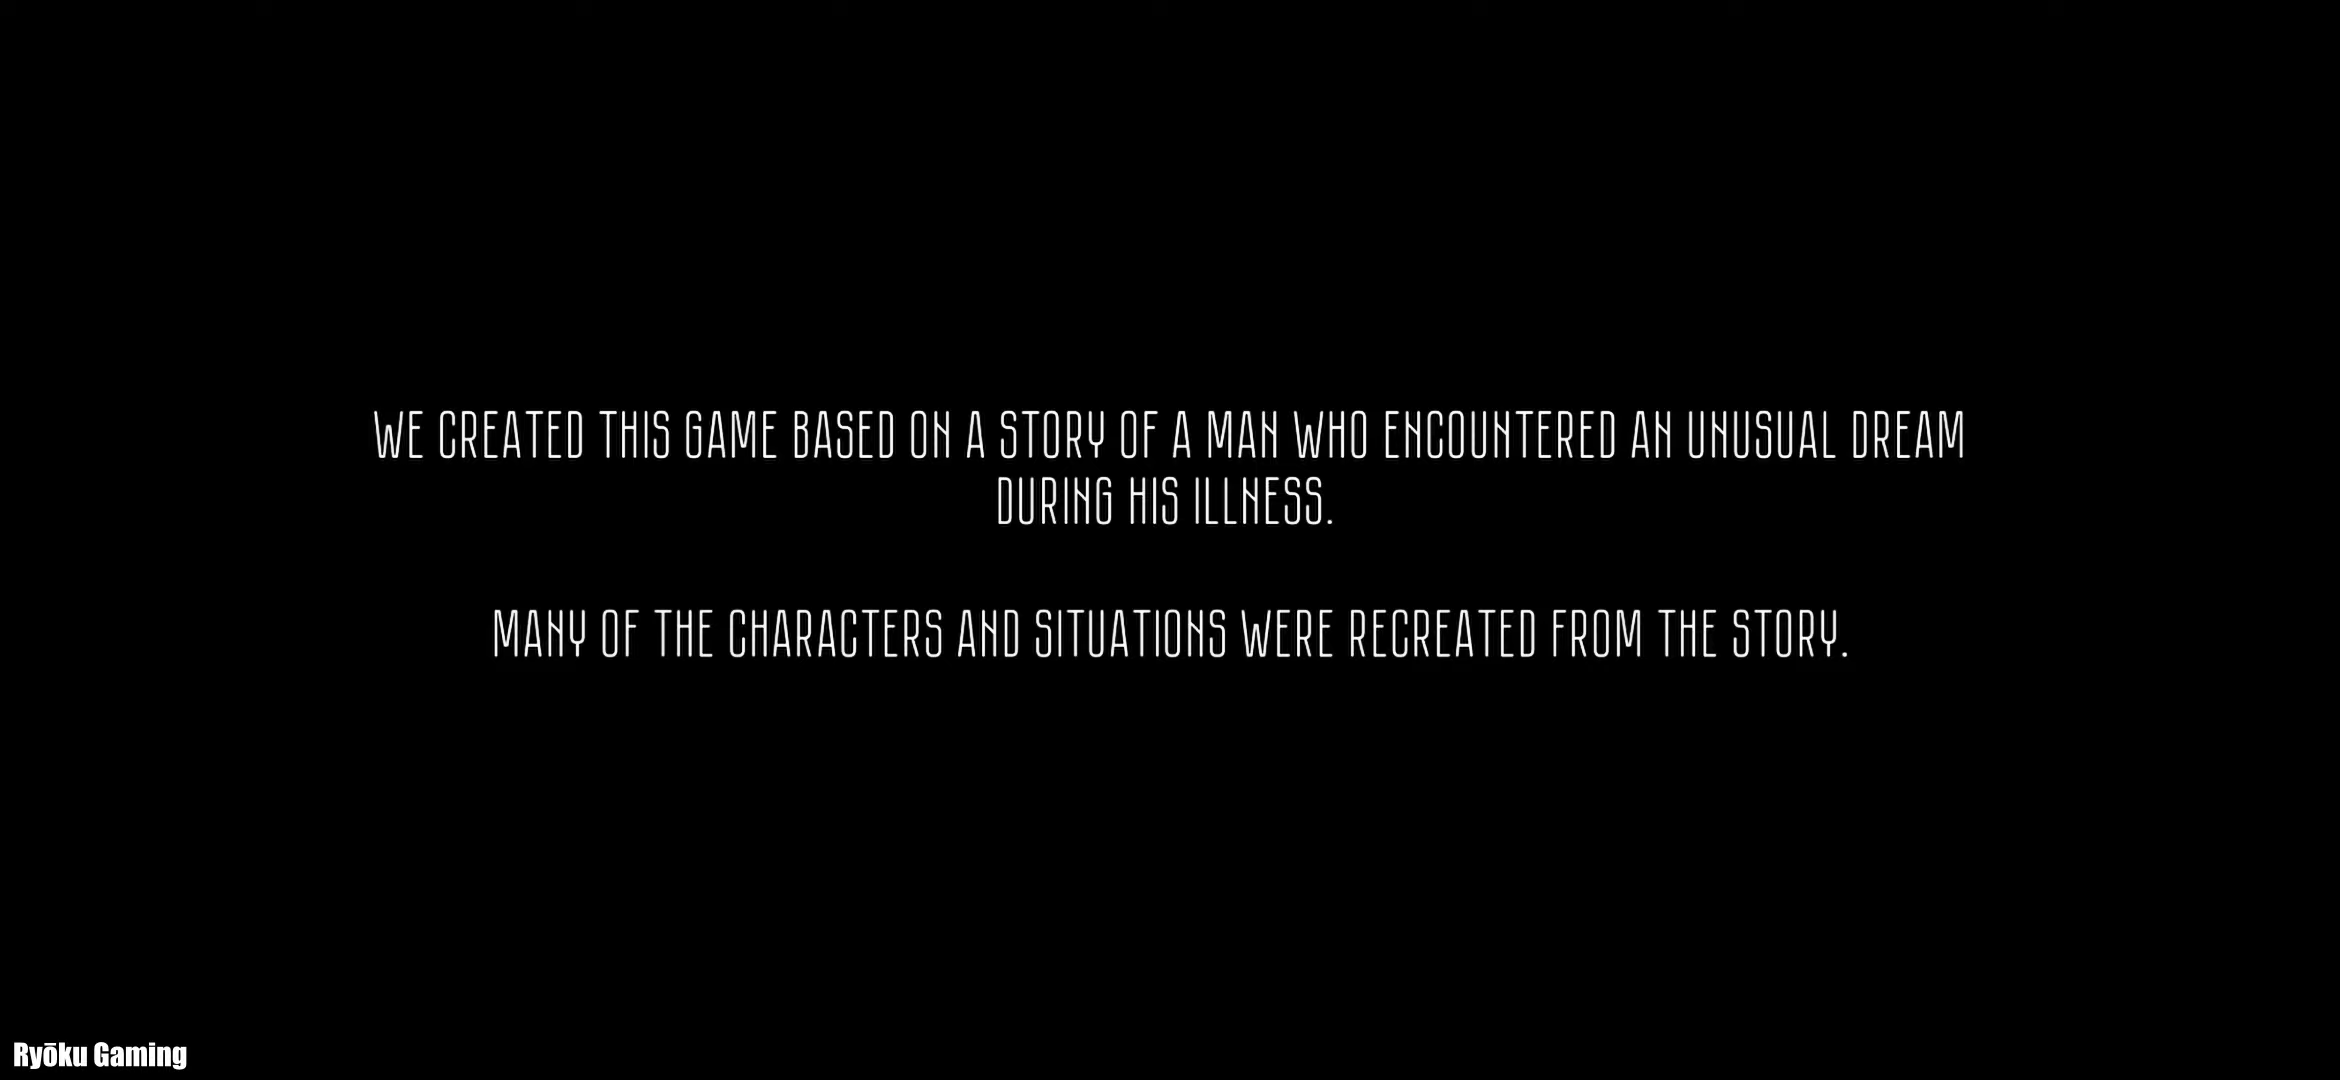 WE CREATED THIS GAME BASED ON A STORY OF A MAN WHO ENCOUNTERED AN UNUSUAL DREAM
DURING HIS ILLNESS.
MANY OF THE CHARACTERS AND SITUATIONS WERE RECREATED FROM THE STORY.
Ryōku Gaming